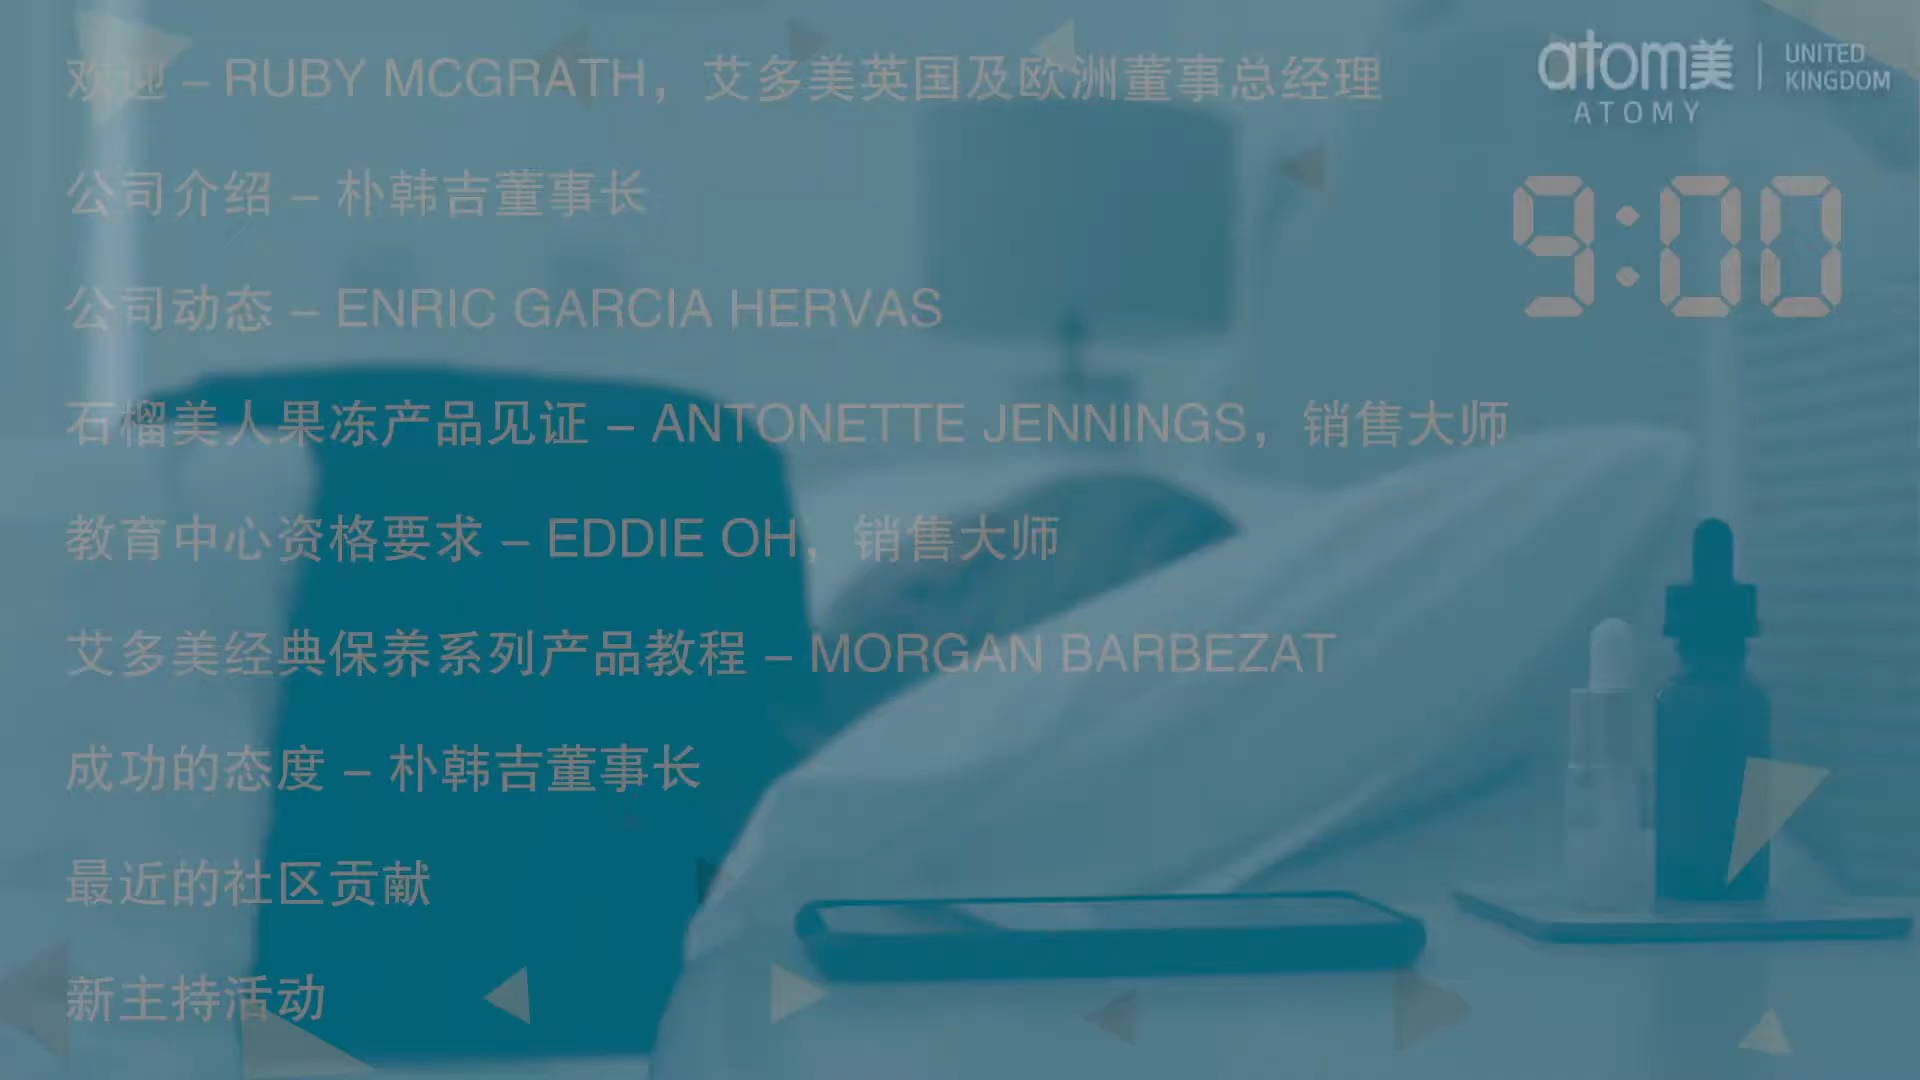 欢迎 – RUBY MCGRATH，艾多美英国及欧洲董事总经理
atom美 | UNITED KINGDOM
ATOMY
公司介绍 – 朴韩吉董事长
9:00
公司动态 – ENRIC GARCIA HERVAS
石榴美人果冻产品见证 – ANTONETTE JENNINGS，销售大师
教育中心资格要求 – EDDIE OH，销售大师
艾多美经典保养系列产品教程 – MORGAN BARBEZAT
成功的态度 – 朴韩吉董事长
最近的社区贡献
新主持活动